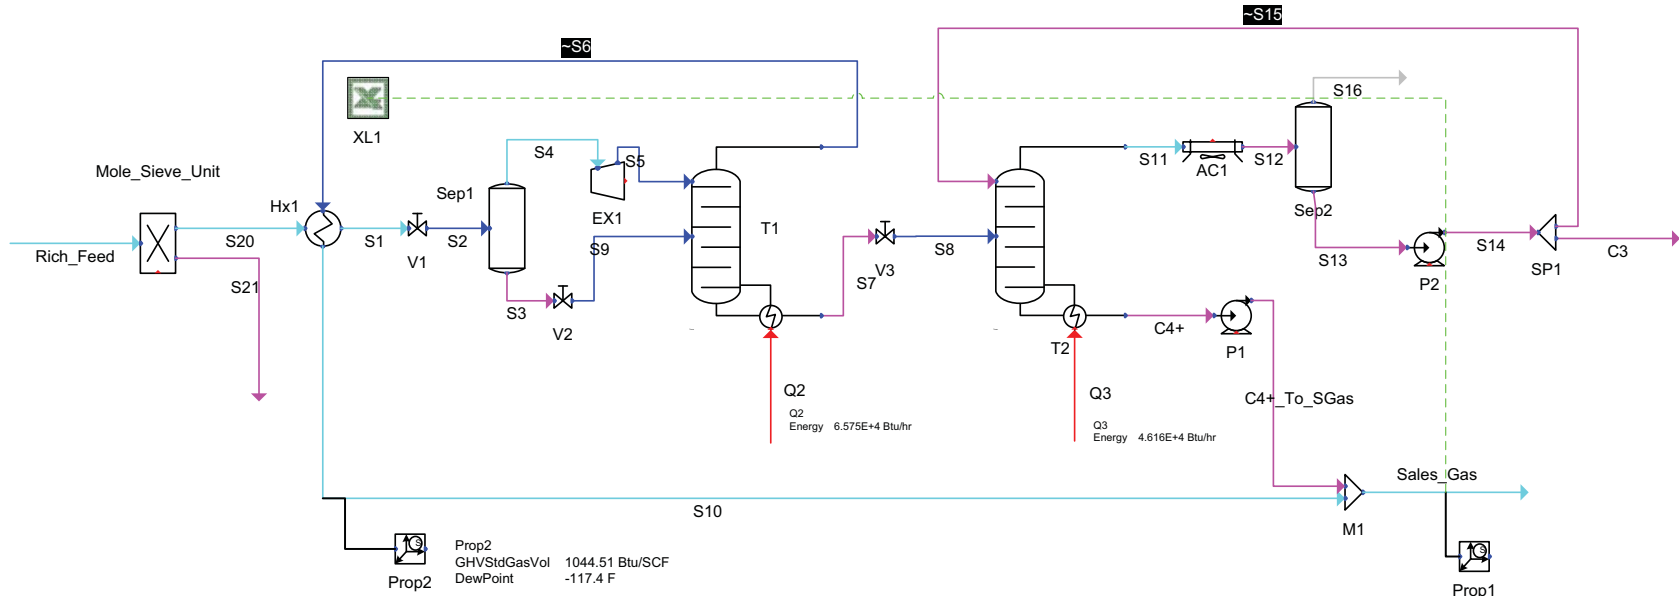 ~S15
~S6
S16
XL1
S4
S5
S11
S12
AC1
Mole_Sieve_Unit
Sep1
Hx1
EX1
Sep2
T1
S20
S1
S2
S9
S8
S14
C3
Rich_Feed
V1
V3
S13
SP1
S21
S7
P2
S3
V2
C4+
T2
P1
Q2
Q3
Q2
Energy 6.575E+4 Btu/hr
Q3
Energy 4.616E+4 Btu/hr
C4+_To_SGas
Sales_Gas
S10
M1
Prop2
GHVStdGasVol 1044.51 Btu/SCF
DewPoint -117.4 F
Prop2
Prop1